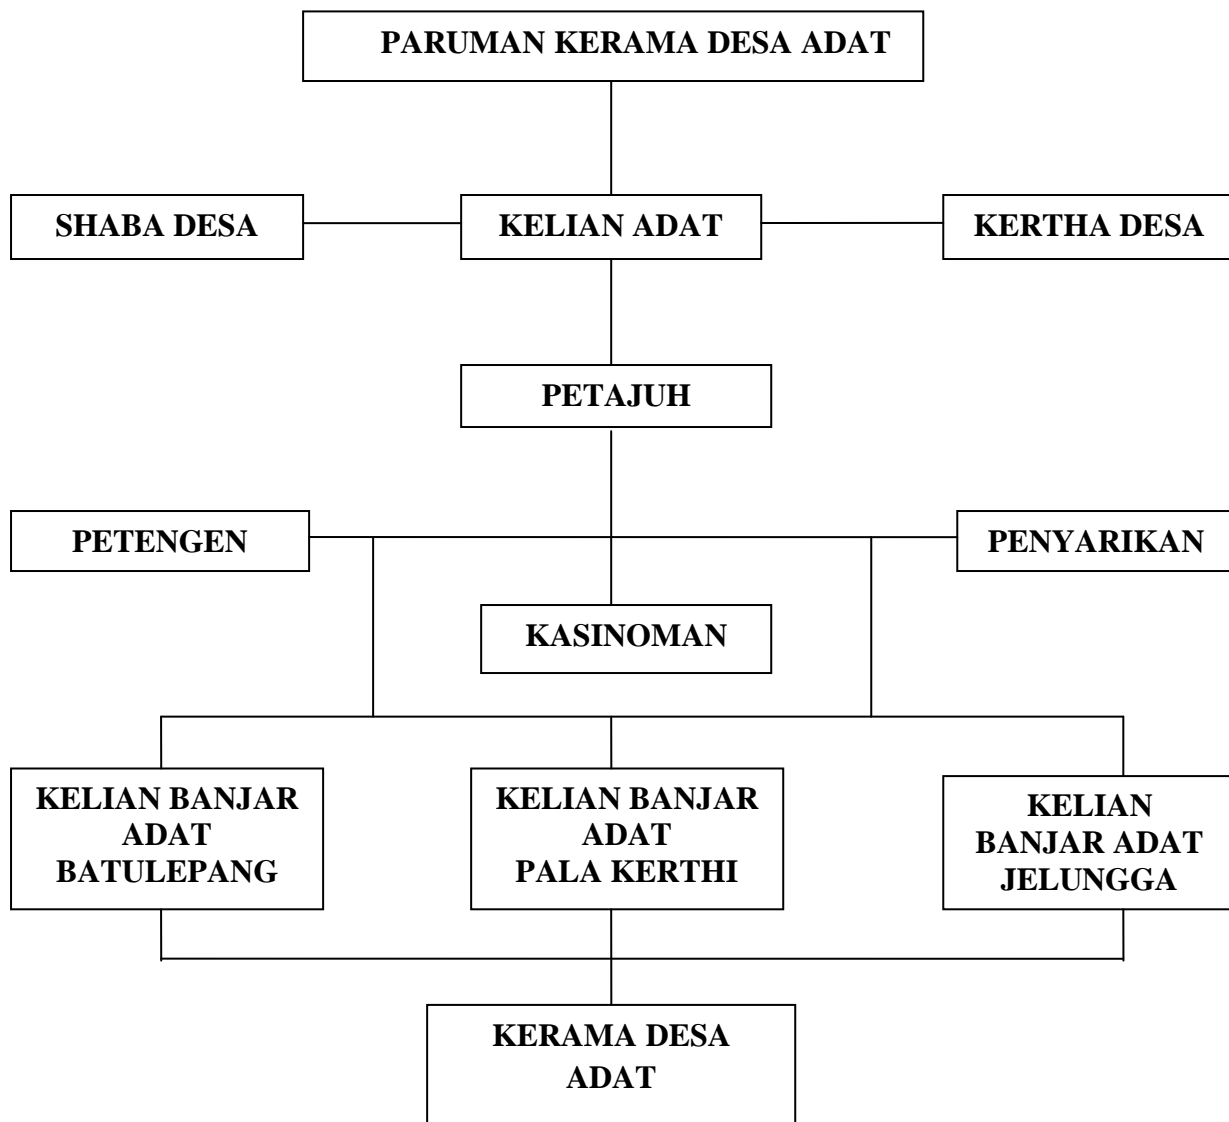 PARUMAN KERAMA DESA ADAT
SHABA DESA
KELIAN ADAT
KERTHA DESA
PETAJUH
PETENGEN
PENYARIKAN
KASINOMAN
KELIAN BANJAR
ADAT
BATULEPANG
KELIAN BANJAR
ADAT
PALA KERTHI
KELIAN
BANJAR ADAT
JELUNGGA
KERAMA DESA
ADAT